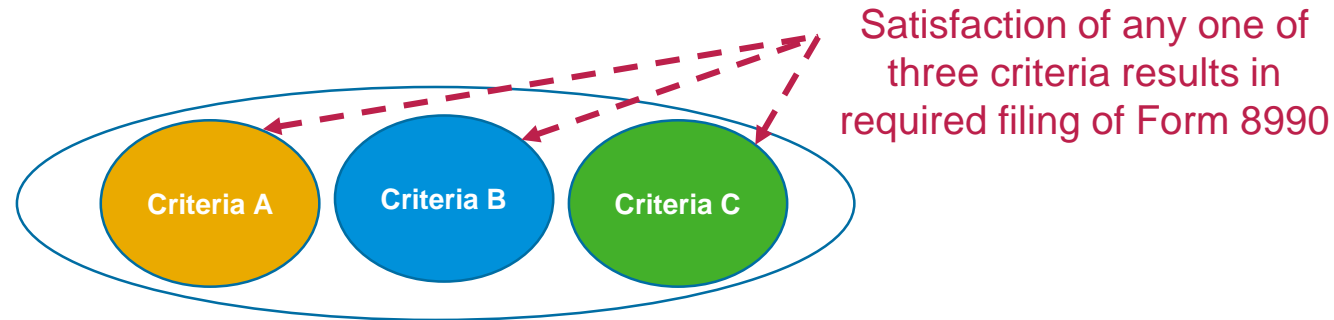 Satisfaction of any one of
three criteria results in
required filing of Form 8990
Criteria A
Criteria B
Criteria C